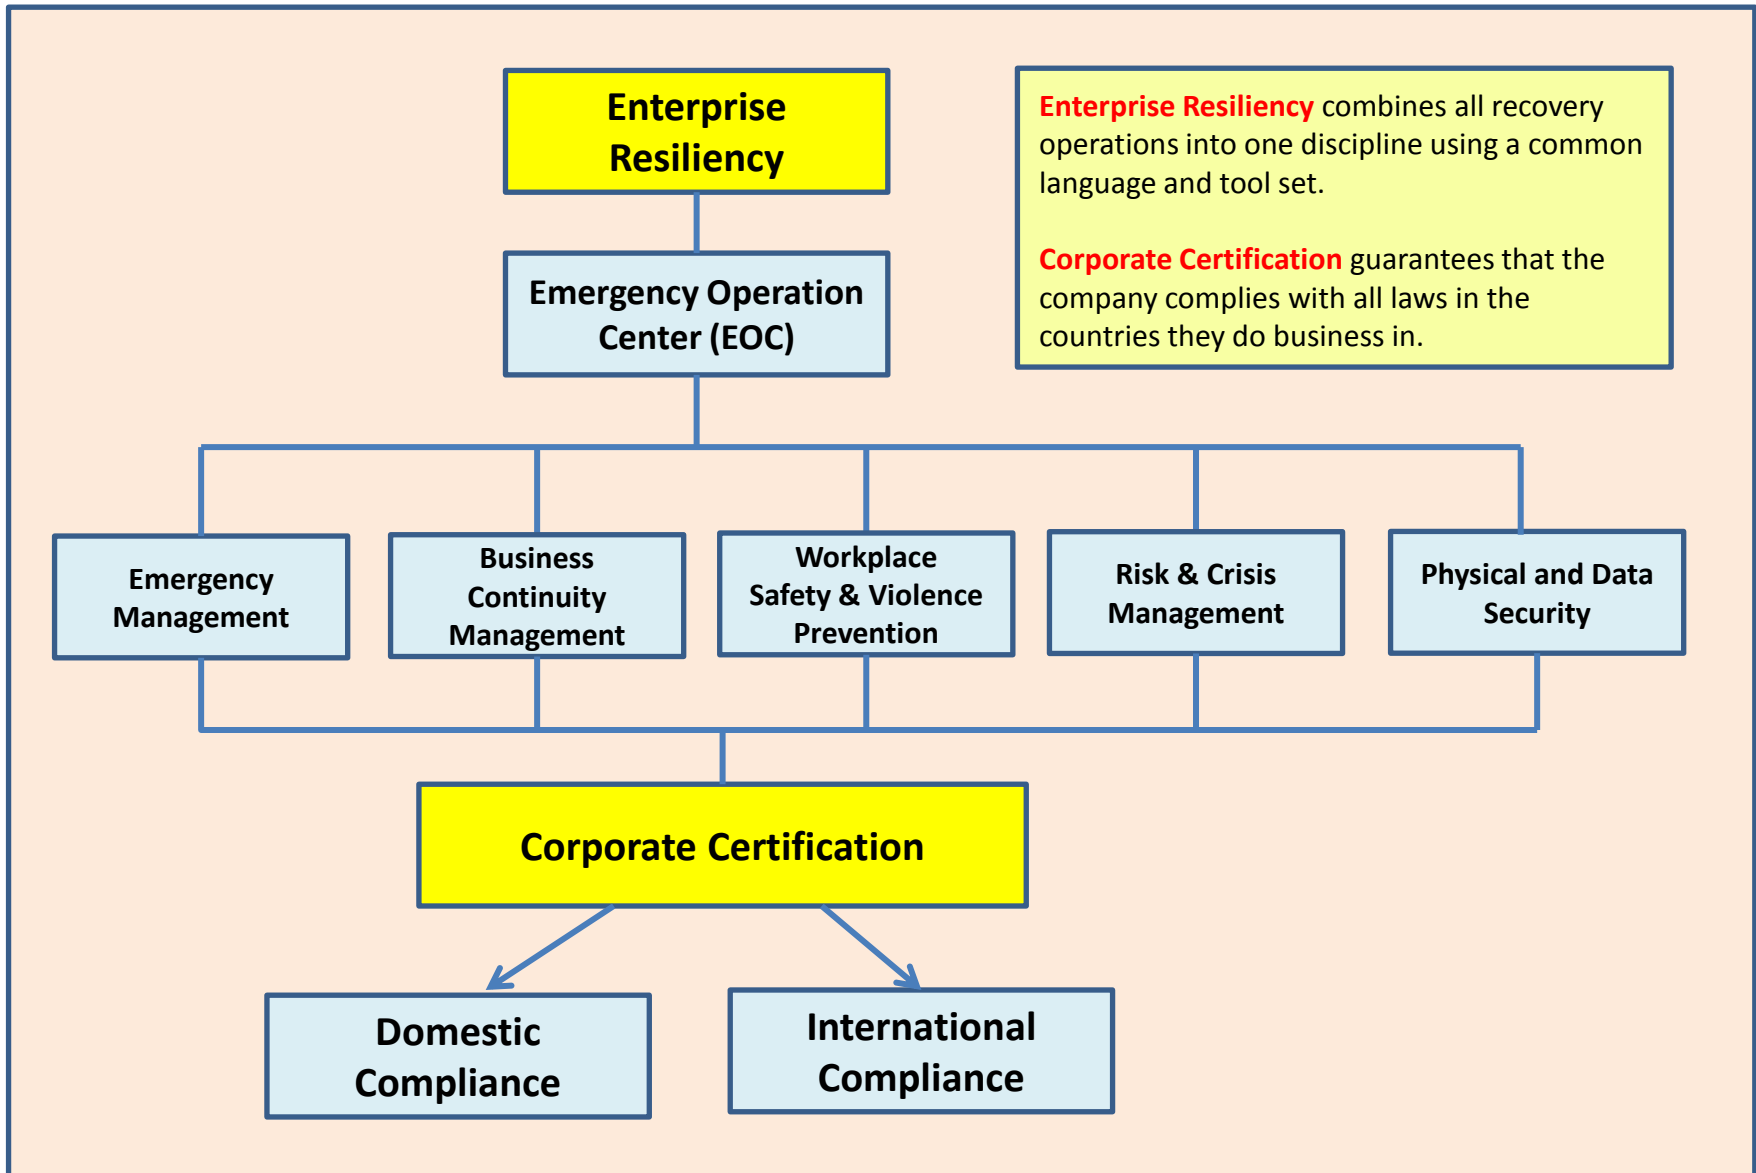 Enterprise
Resiliency
Enterprise Resiliency combines all recovery
operations into one discipline using a common
language and tool set.
Corporate Certification guarantees that the
company complies with all laws in the
countries they do business in.
Emergency Operation
Center (EOC)
Emergency
Management
Business
Continuity
Management
Workplace
Safety & Violence
Prevention
Risk & Crisis
Management
Physical and Data
Security
Corporate Certification
Domestic
Compliance
International
Compliance